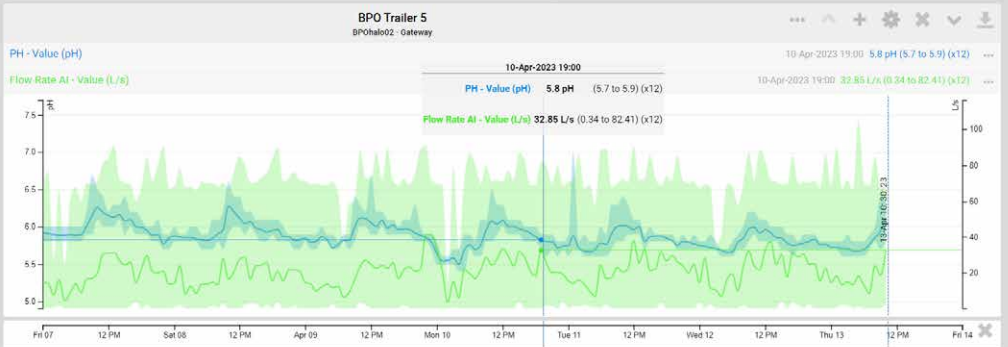 BPO Trailer 5
BPOhalo02 - Gateway
PH - Value (pH) 10-Apr-2023 19:00 5.8 pH (5.7 to 5.9) (x12)
Flow Rate AI - Value (L/s) 10-Apr-2023 19:00 32.85 L/s (0.34 to 82.41) (x12)
10-Apr-2023 19:00
PH - Value (pH) 5.8 pH (5.7 to 5.9) (x12)
Flow Rate AI - Value (L/s) 32.85 L/s (0.34 to 82.41) (x12)
pH
7.5
7.0
6.5
6.0
5.5
5.0
L/s
100
80
60
40
20
13-Apr 10:30:23
Fri 07 12 PM Sat 08 12 PM Apr 09 12 PM Mon 10 12 PM Tue 11 12 PM Wed 12 12 PM Thu 13 12 PM Fri 14